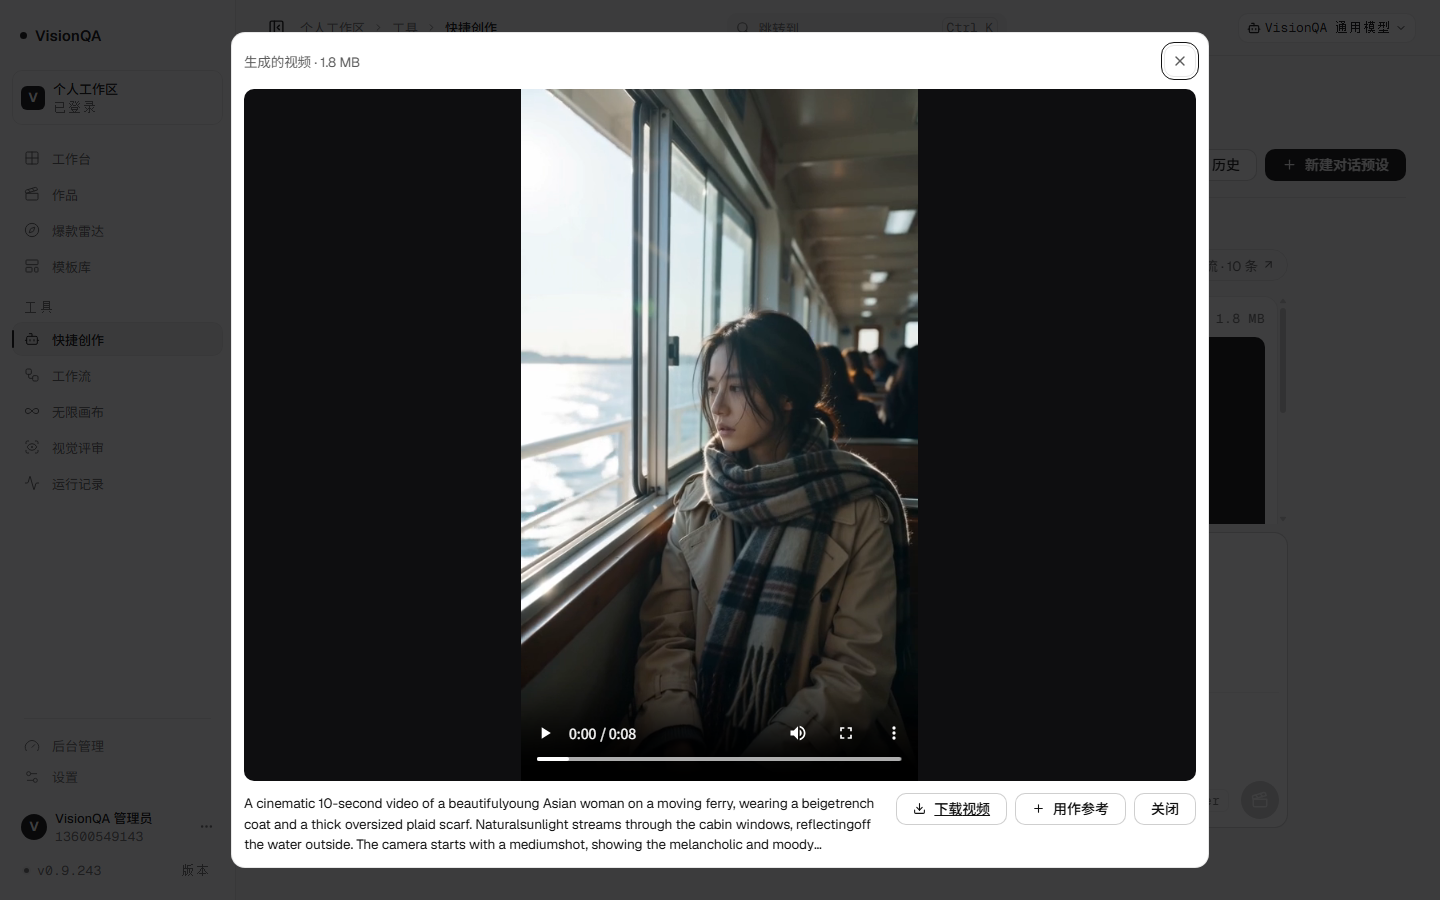 VisionQA
个人工作区 > 工具 > 快捷创作
跳转到
Ctrl K
VisionQA 通用模型
V
个人工作区
已登录
工作台
作品
爆款雷达
模板库
工具
快捷创作
工作流
无限画布
视觉评审
运行记录
后台管理
设置
V
VisionQA 管理员
13600549143
v0.9.243
版本
历史
新建对话预设
流 · 10 条
1.8 MB
生成的视频 · 1.8 MB
0:00 / 0:08
A cinematic 10-second video of a beautifulyoung Asian woman on a moving ferry, wearing a beigetrench
coat and a thick oversized plaid scarf. Naturalsunlight streams through the cabin windows, reflectingoff
the water outside. The camera starts with a mediumshot, showing the melancholic and moody…
下载视频
用作参考
关闭